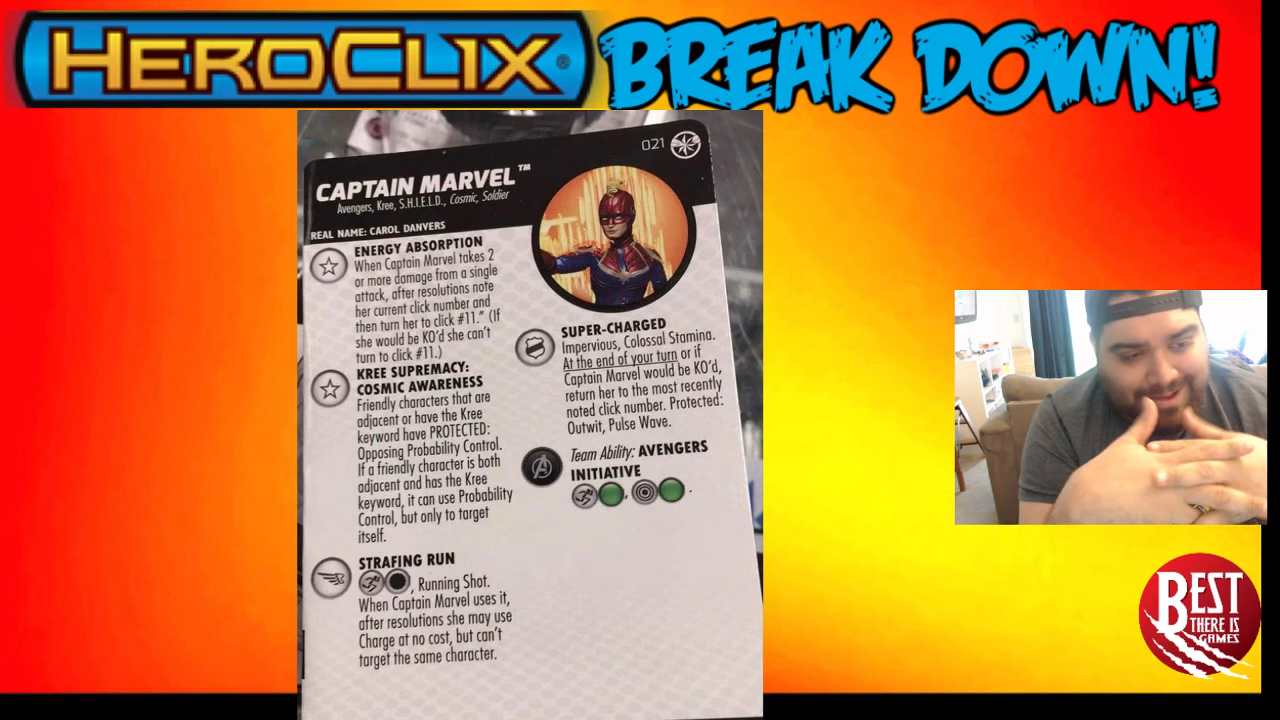 HEROCLIX® BREAK DOWN!
021
CAPTAIN MARVEL™
Avengers, Kree, S.H.I.E.L.D., Cosmic, Soldier
REAL NAME: CAROL DANVERS
ENERGY ABSORPTION
When Captain Marvel takes 2
or more damage from a single
attack, after resolutions note
her current click number and
then turn her to click #11." (If
she would be KO'd she can't
turn to click #11.)
KREE SUPREMACY:
COSMIC AWARENESS
Friendly characters that are
adjacent or have the Kree
keyword have PROTECTED:
Opposing Probability Control.
If a friendly character is both
adjacent and has the Kree
keyword, it can use Probability
Control, but only to target
itself.
STRAFING RUN
, Running Shot.
When Captain Marvel uses it,
after resolutions she may use
Charge at no cost, but can't
target the same character.
SUPER-CHARGED
Impervious, Colossal Stamina.
At the end of your turn or if
Captain Marvel would be KO'd,
return her to the most recently
noted click number. Protected:
Outwit, Pulse Wave.
Team Ability: AVENGERS
INITIATIVE
, .
BEST
THERE IS
GAMES